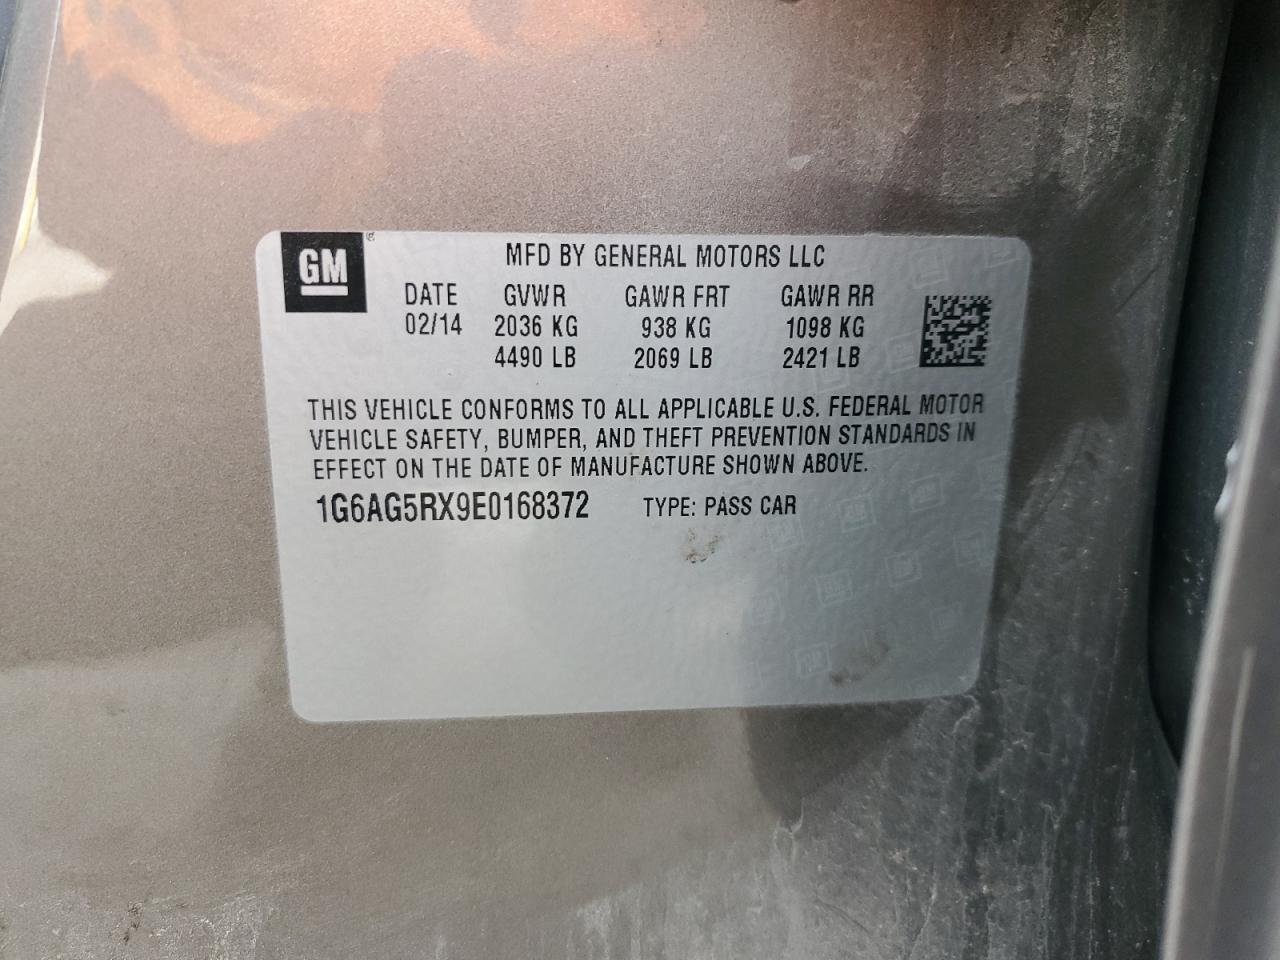 GM ®
MFD BY GENERAL MOTORS LLC
DATE GVWR GAWR FRT GAWR RR
02/14 2036 KG 938 KG 1098 KG
4490 LB 2069 LB 2421 LB
THIS VEHICLE CONFORMS TO ALL APPLICABLE U.S. FEDERAL MOTOR
VEHICLE SAFETY, BUMPER, AND THEFT PREVENTION STANDARDS IN
EFFECT ON THE DATE OF MANUFACTURE SHOWN ABOVE.
1G6AG5RX9E0168372 TYPE: PASS CAR